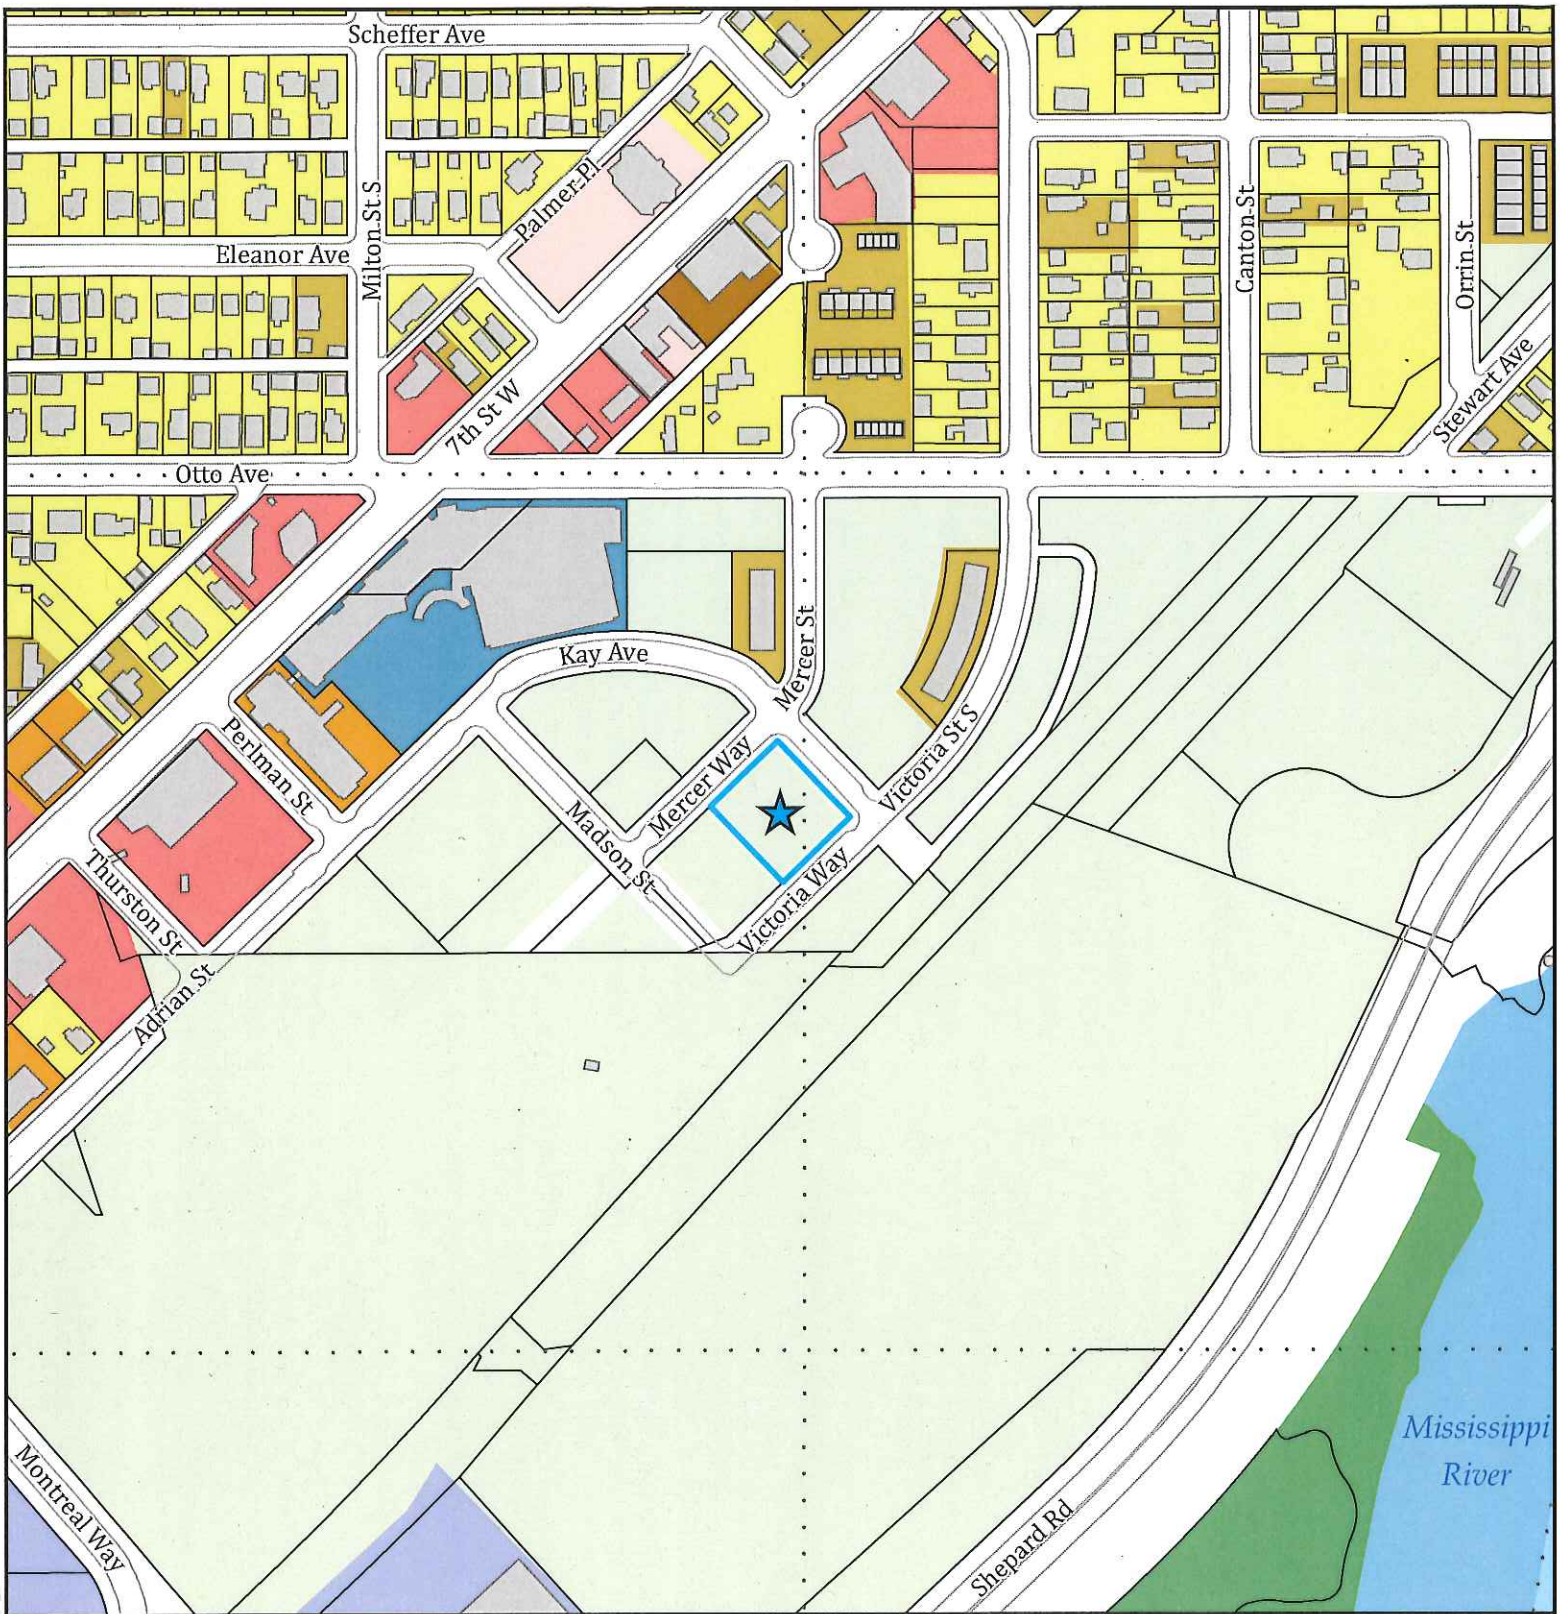 Scheffer Ave
Palmer Pl
Milton St S
Eleanor Ave
Canton St
Orrin St
Stewart Ave
7th St W
Otto Ave
Kay Ave
Mercer St
Perlman St
Mercer Way
Victoria St S
Madson St
Thurston St
Victoria Way
Adrian St
Mississippi
River
Montreal Way
Shepard Rd